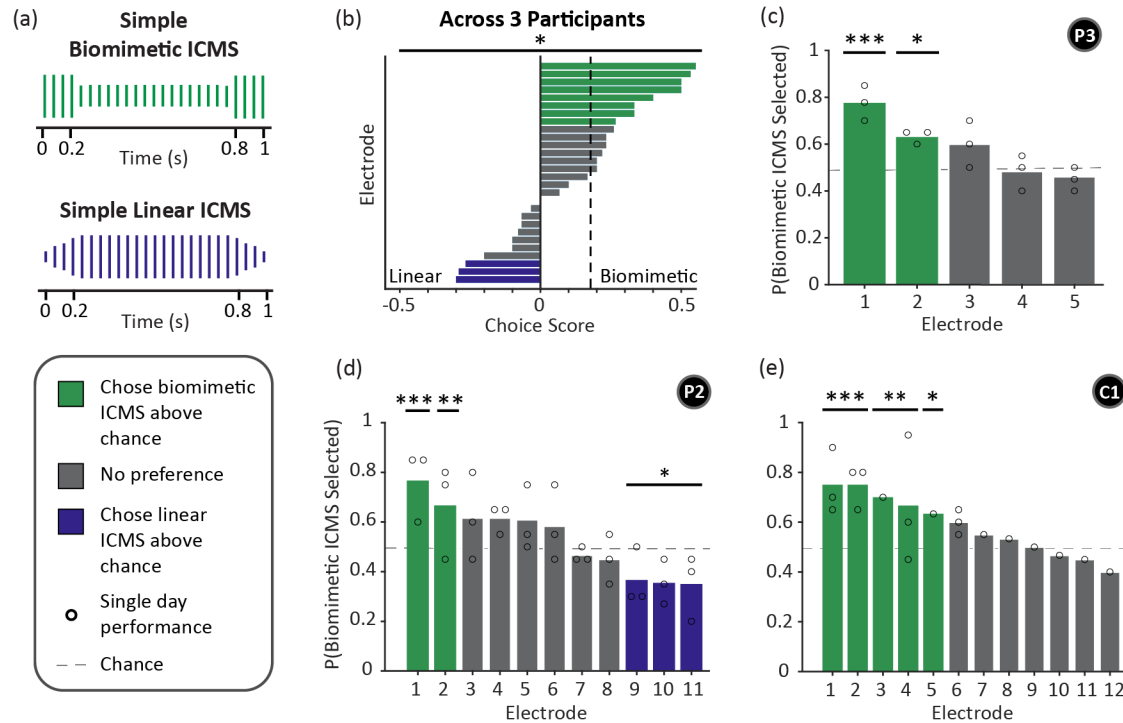 (a)
Simple
Biomimetic ICMS
0 0.2 0.8 1
Time (s)
Simple Linear ICMS
0 0.2 0.8 1
Time (s)
Chose biomimetic
ICMS above
chance
No preference
Chose linear
ICMS above
chance
Single day
performance
Chance
(b)
Across 3 Participants
*
Electrode
Linear
Biomimetic
-0.5 0 0.5
Choice Score
(c)
P3
*** *
P(Biomimetic ICMS Selected)
1
0.8
0.6
0.4
0.2
0
1 2 3 4 5
Electrode
(d)
P2
*** ** *
P(Biomimetic ICMS Selected)
1
0.8
0.6
0.4
0.2
0
1 2 3 4 5 6 7 8 9 10 11
Electrode
(e)
C1
*** ** *
1
0.8
0.6
0.4
0.2
0
1 2 3 4 5 6 7 8 9 10 11 12
Electrode